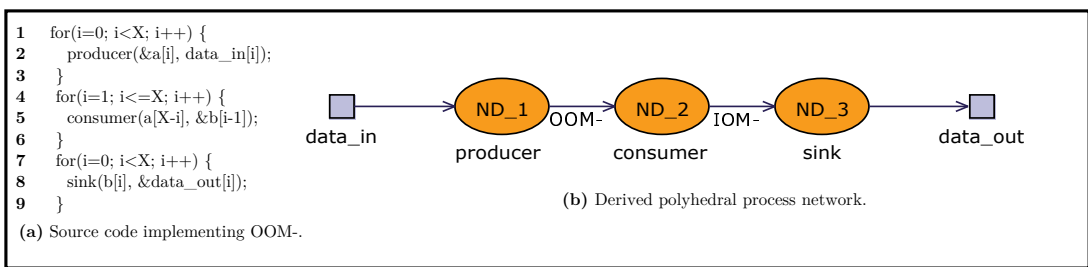 1 for(i=0; i<X; i++) {
2 producer(&a[i], data_in[i]);
3 }
4 for(i=1; i<=X; i++) {
5 consumer(a[X-i], &b[i-1]);
6 }
7 for(i=0; i<X; i++) {
8 sink(b[i], &data_out[i]);
9 }
(a) Source code implementing OOM-.
ND_1 ND_2 ND_3
OOM- IOM-
data_in producer consumer sink data_out
(b) Derived polyhedral process network.